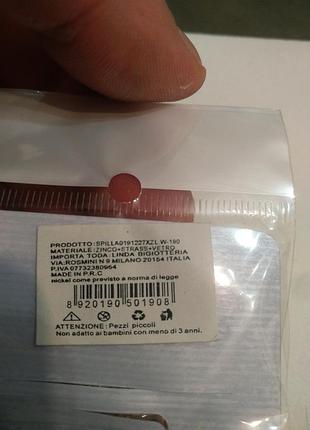 PRODOTTO:SPILLA0191227XZL W-190
MATERIALE:ZINCO+STRASS+VETRO
IMPORTA TODA:LINDA BIGIOTTERIA
VIA:ROSMINI N 9 MILANO 20154 ITALIA
P.IVA 07732380964
MADE IN P.R.C
nickel come previsto a norma di legge
8 920190 501908
ATTENZIONE: Pezzi piccoli
Non adatto ai bambini con meno di 3 anni.